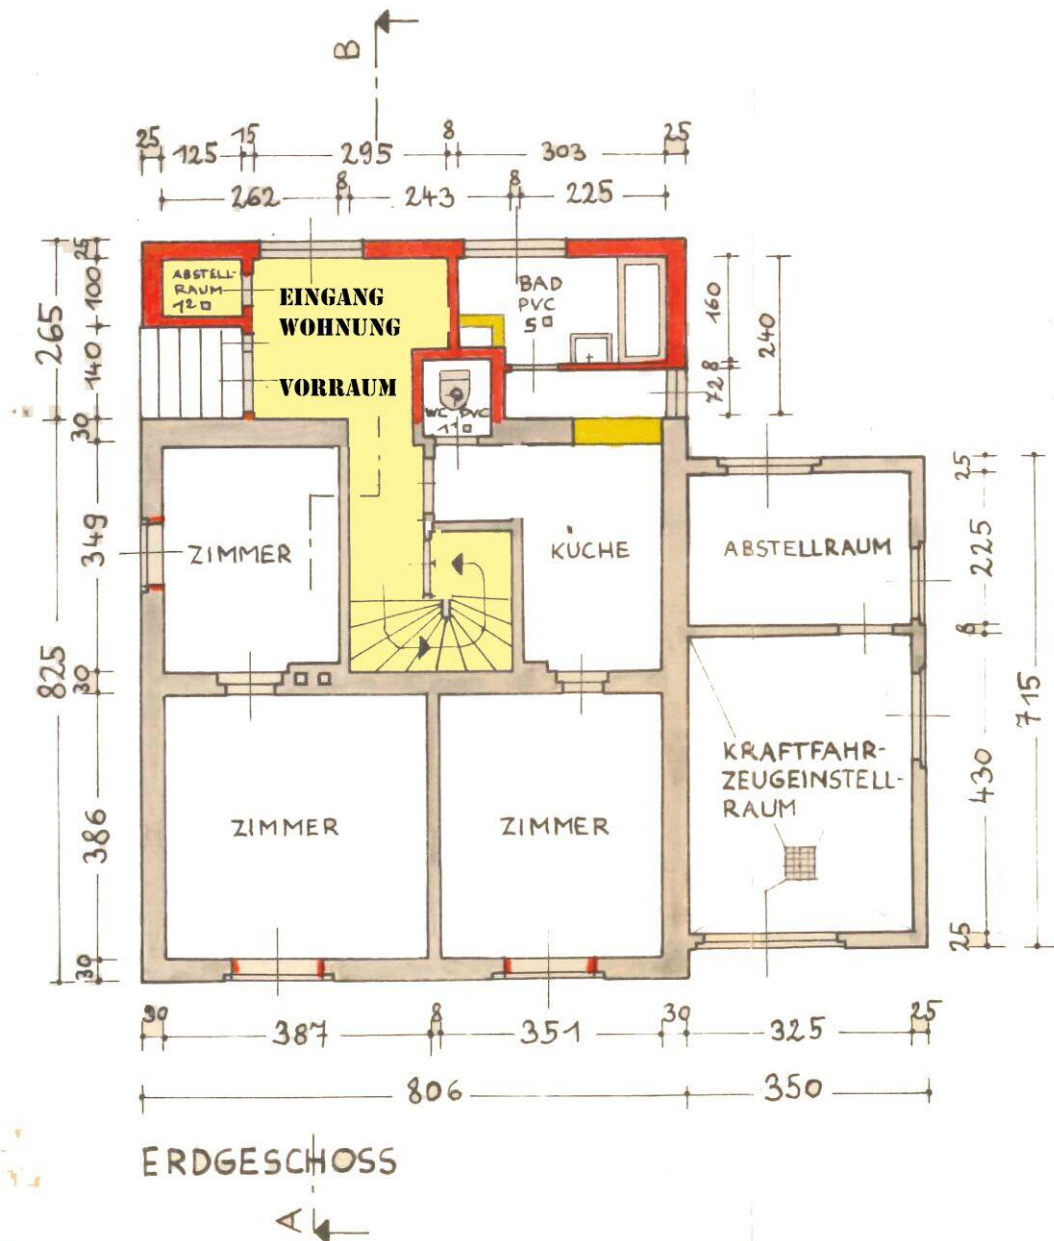 B
25 125 15 295 8 303 25
262 8 243 8 225
25 100 140 30 349 30 386 30
265 825
ABSTELL-
RAUM
12□
EINGANG
WOHNUNG
VORRAUM
BAD
PVC
5□
WC PVC
11□
160 8 72
240
ZIMMER
KÜCHE
ABSTELLRAUM
25 225 8 430 25
715
KRAFTFAHR-
ZEUGEINSTELL-
RAUM
ZIMMER
ZIMMER
30 387 8 351 30 325 25
806 350
ERDGESCHOSS
A